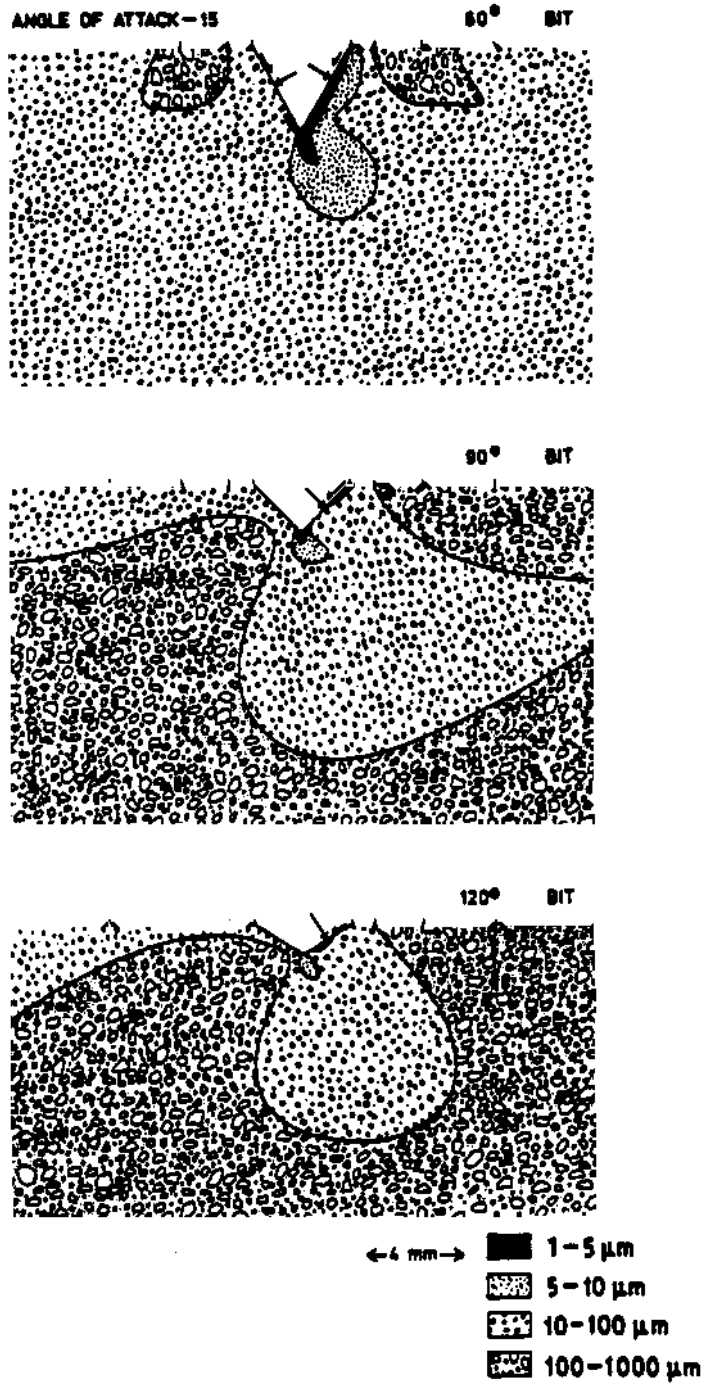 ANGLE OF ATTACK-15 60° BIT
90° BIT
120° BIT
←4 mm→
1-5 µm
5-10 µm
10-100 µm
100-1000 µm